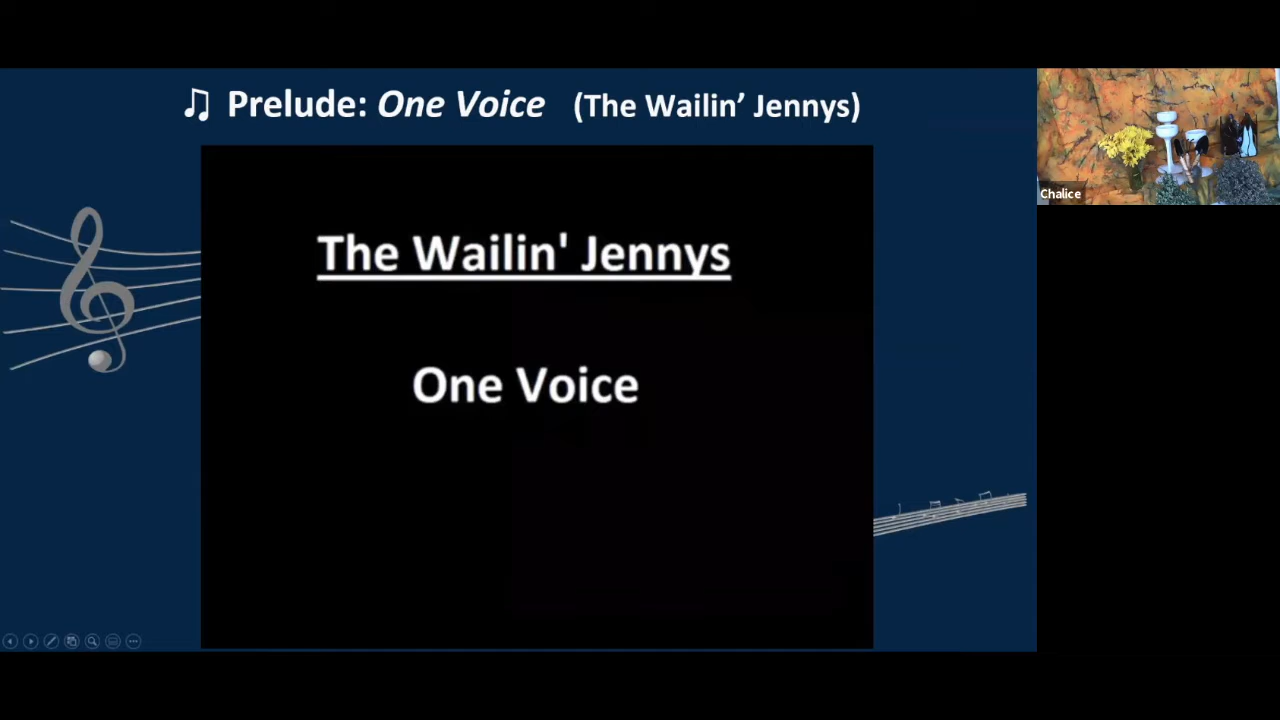 ♫ Prelude: One Voice (The Wailin’ Jennys)
The Wailin' Jennys
One Voice
Chalice